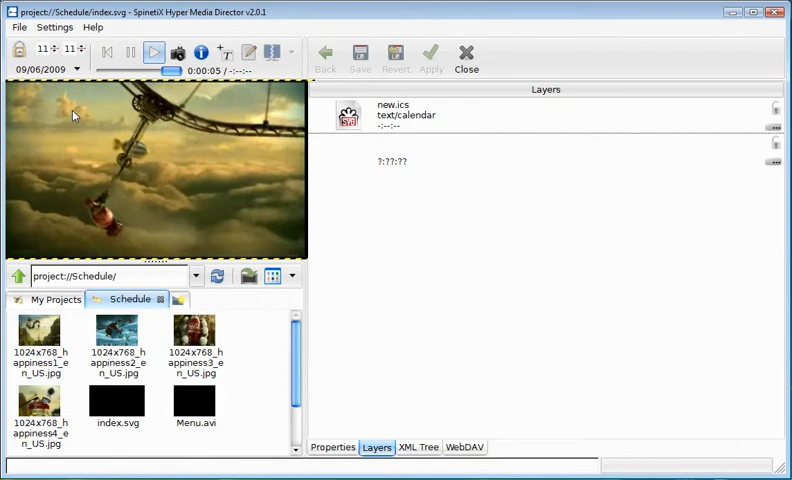 project://Schedule/index.svg - SpinetiX Hyper Media Director v2.0.1
File Settings Help
11 11
09/06/2009
0:00:05 / -:--:--
Back Save Revert Apply Close
Layers
new.ics
text/calendar
-:--:--
?:??:??
project://Schedule/
My Projects Schedule
1024x768_h
appiness1_e
n_US.jpg
1024x768_h
appiness2_e
n_US.jpg
1024x768_h
appiness3_e
n_US.jpg
1024x768_h
appiness4_e
n_US.jpg
index.svg
Menu.avi
Properties Layers XML Tree WebDAV
SVG